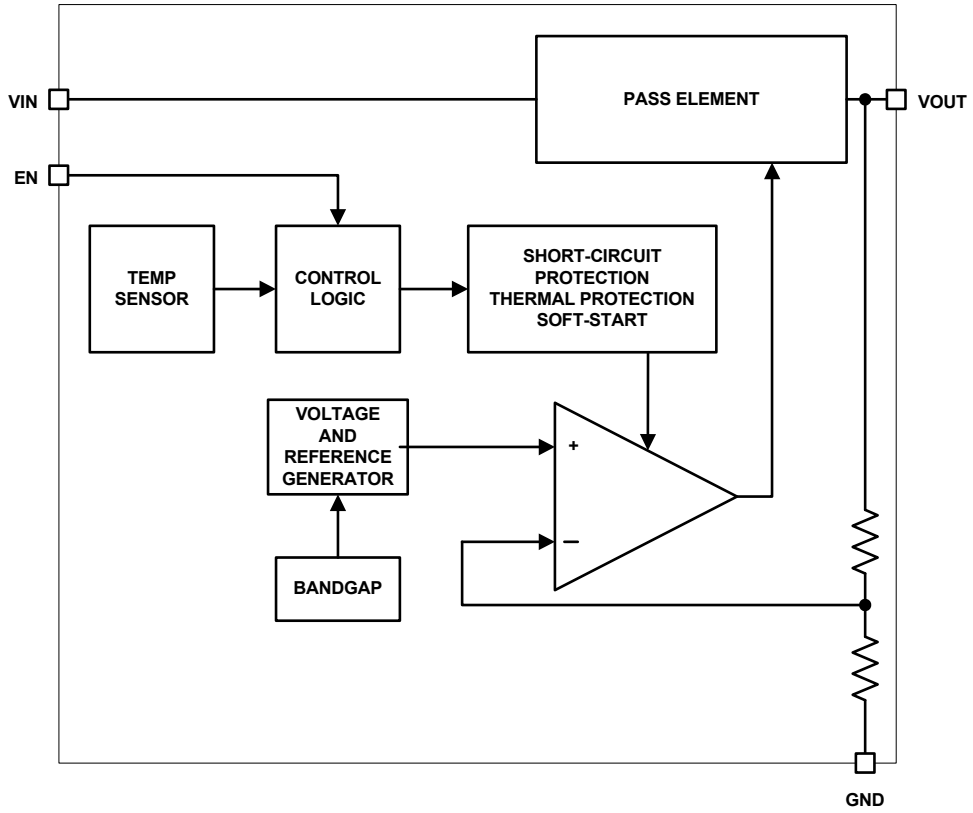 PASS ELEMENT
VIN
VOUT
EN
TEMP
SENSOR
CONTROL
LOGIC
SHORT-CIRCUIT
PROTECTION
THERMAL PROTECTION
SOFT-START
VOLTAGE
AND
REFERENCE
GENERATOR
+
−
BANDGAP
GND